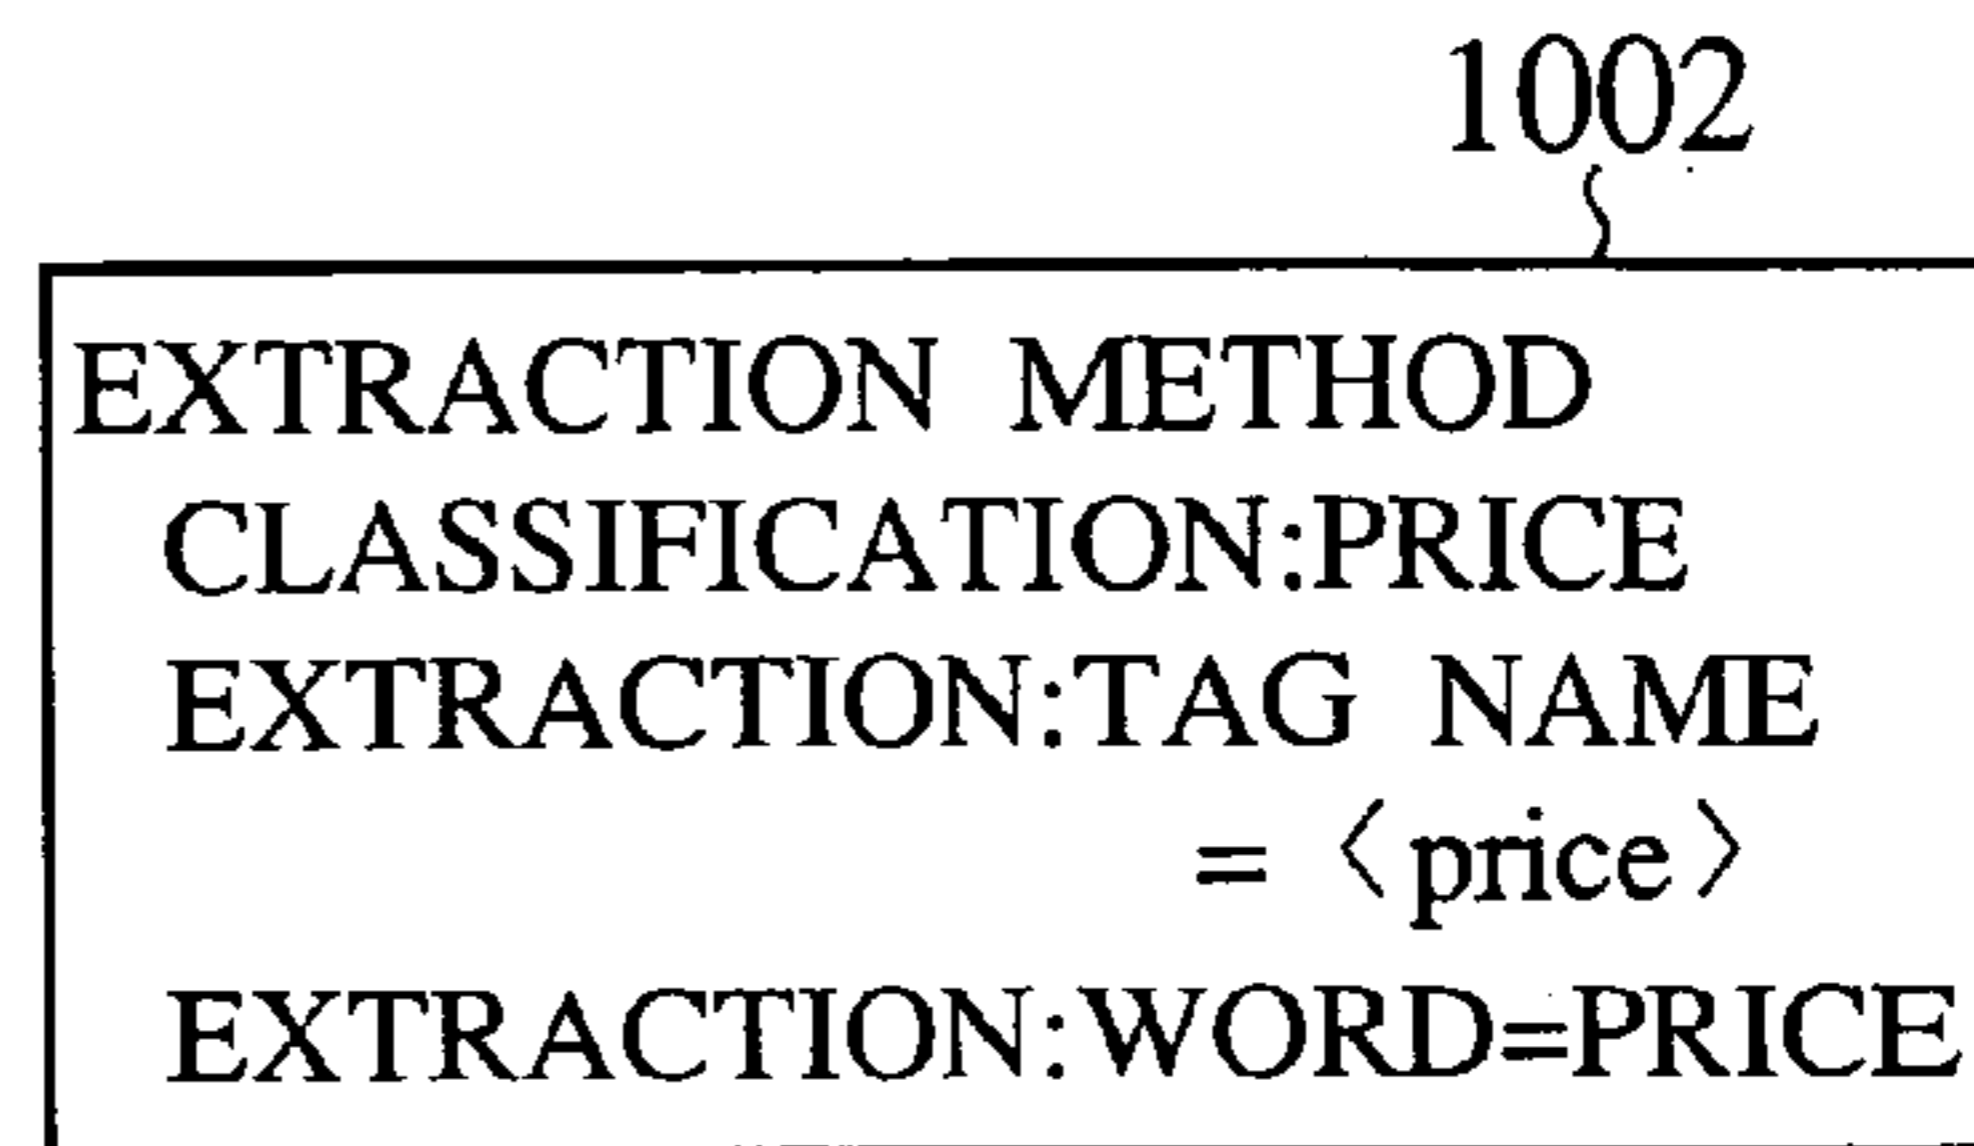 1002
EXTRACTION METHOD
CLASSIFICATION:PRICE
EXTRACTION:TAG NAME
=〈price〉
EXTRACTION:WORD=PRICE